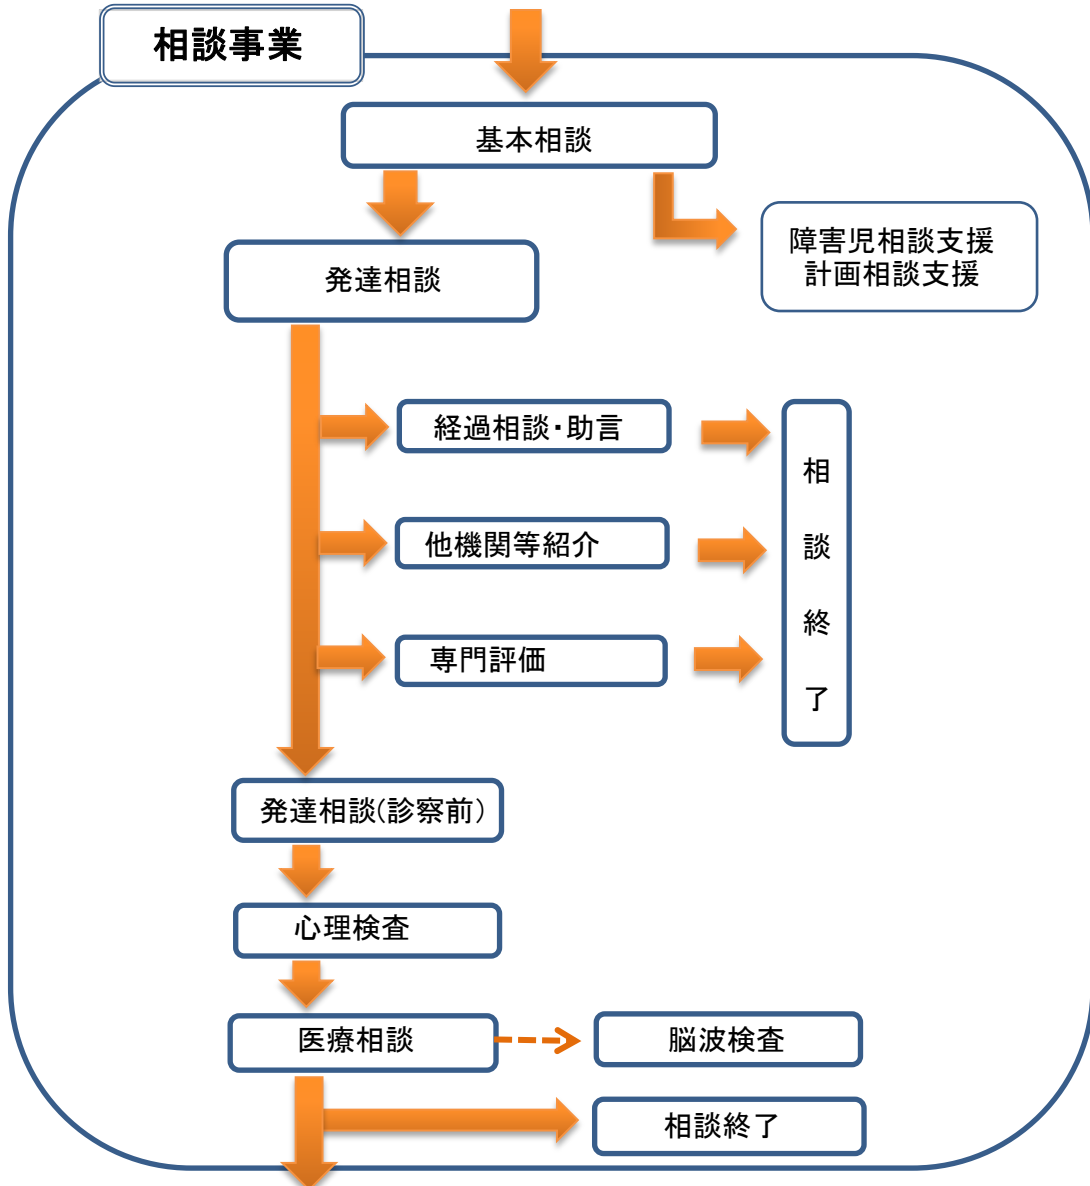 相談事業
基本相談
障害児相談支援
計画相談支援
発達相談
経過相談・助言
他機関等紹介
専門評価
相談終了
発達相談(診察前)
心理検査
医療相談
脳波検査
相談終了